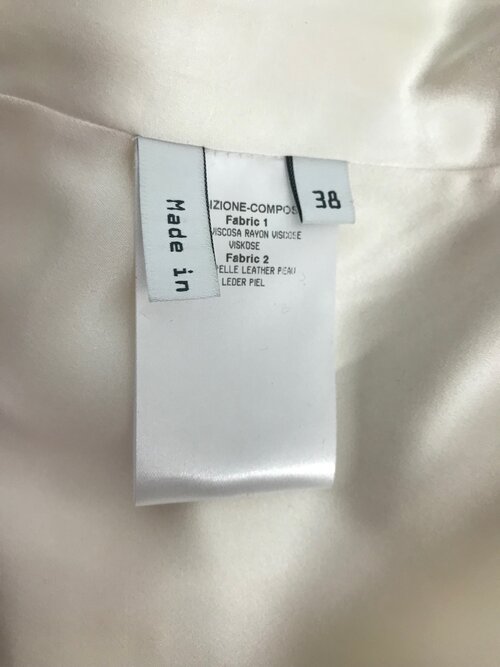 Made in
38
IZIONE-COMPOS
Fabric 1
VISCOSA RAYON VISCOSE
VISKOSE
Fabric 2
PELLE LEATHER PEAU
LEDER PIEL